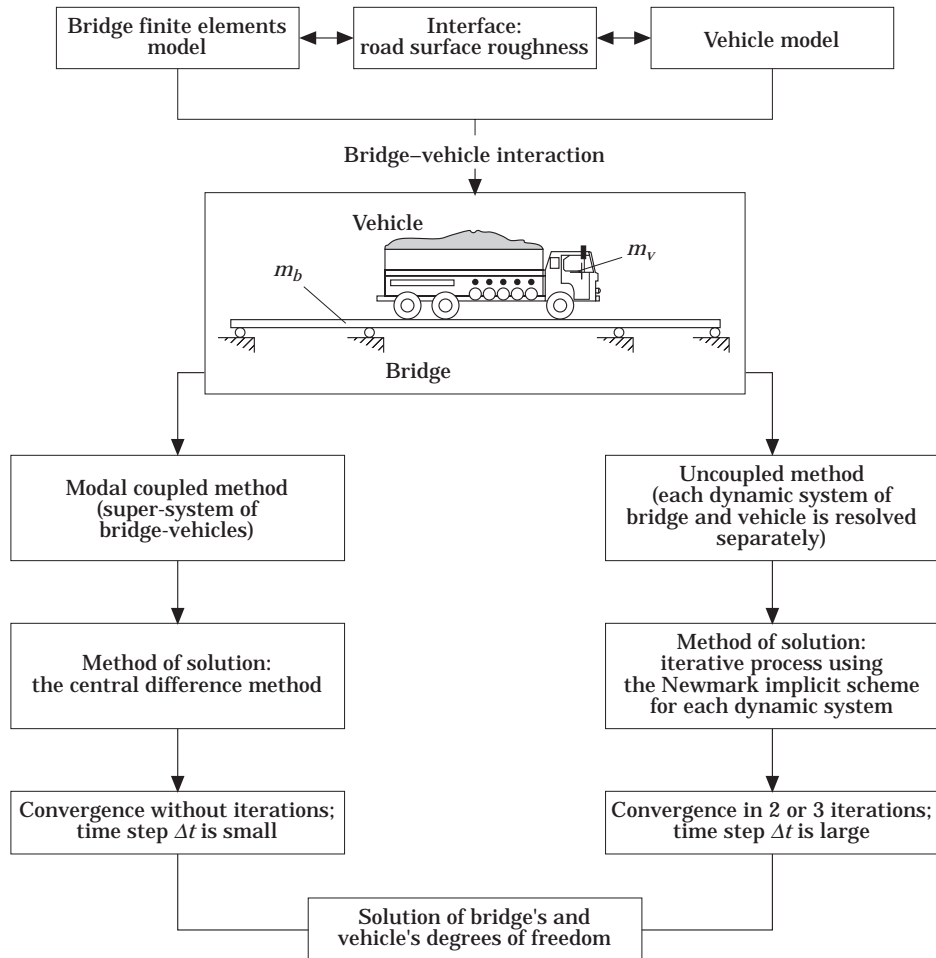 Bridge finite elements
model
Interface:
road surface roughness
Vehicle model
Bridge–vehicle interaction
Vehicle
m_v
m_b
Bridge
Modal coupled method
(super-system of
bridge-vehicles)
Uncoupled method
(each dynamic system of
bridge and vehicle is resolved
separately)
Method of solution:
the central difference method
Method of solution:
iterative process using
the Newmark implicit scheme
for each dynamic system
Convergence without iterations;
time step Δt is small
Convergence in 2 or 3 iterations;
time step Δt is large
Solution of bridge's and
vehicle's degrees of freedom